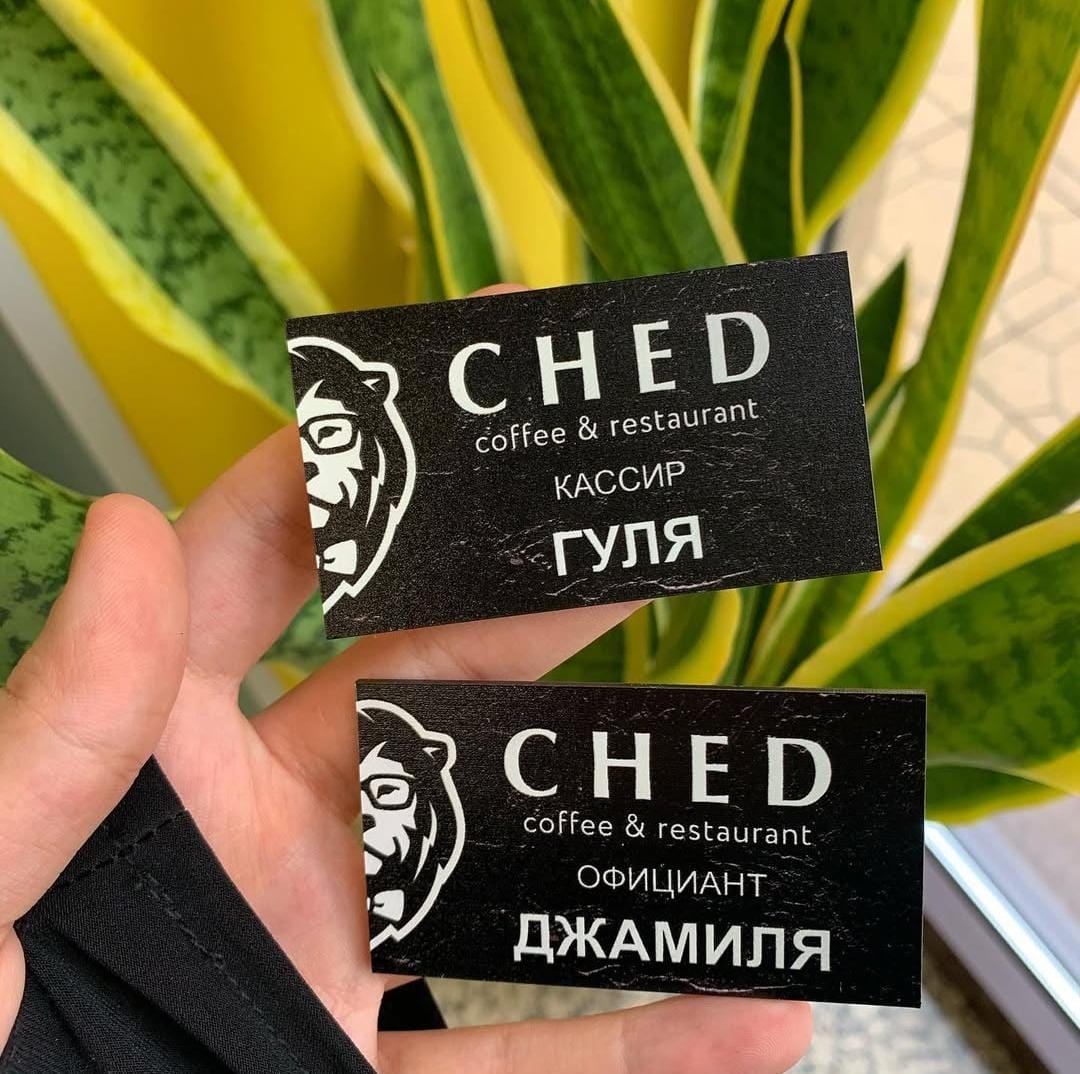 CHED
coffee & restaurant
КАССИР
ГУЛЯ
CHED
coffee & restaurant
ОФИЦИАНТ
ДЖАМИЛЯ